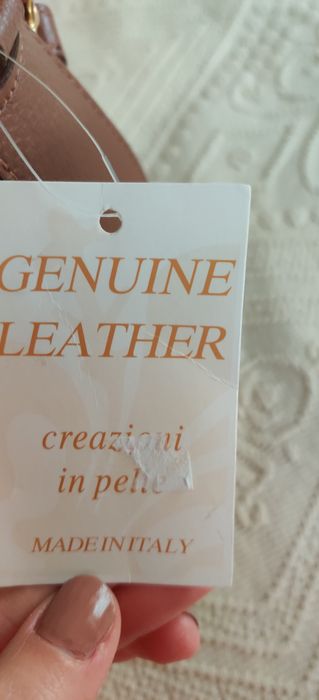 GENUINE
LEATHER
creazioni
in pelle
MADE IN ITALY